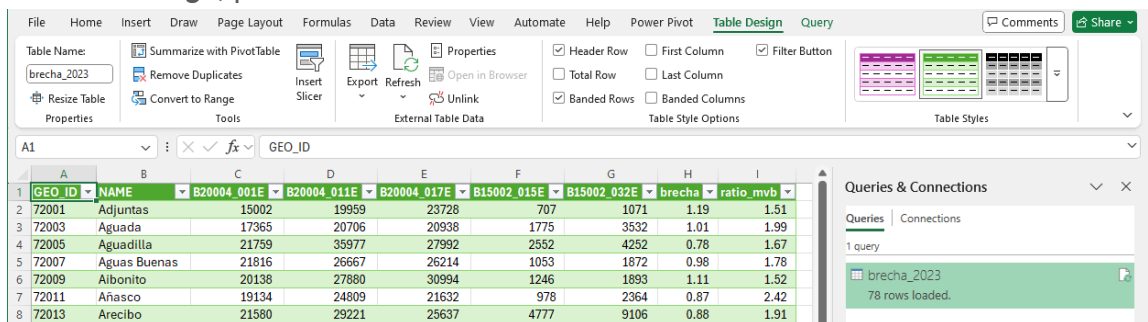 File Home Insert Draw Page Layout Formulas Data Review View Automate Help Power Pivot Table Design Query Comments Share
Table Name: Summarize with PivotTable Properties Header Row First Column Filter Button
brecha_2023 Remove Duplicates Insert Slicer Export Refresh Open in Browser Total Row Last Column
Resize Table Convert to Range Unlink Banded Rows Banded Columns
Properties Tools External Table Data Table Style Options Table Styles
A1 fx GEO_ID
A B C D E F G H I
1 GEO_ID NAME B20004_001E B20004_011E B20004_017E B15002_015E B15002_032E brecha ratio_mvb
2 72001 Adjuntas 15002 19959 23728 707 1071 1.19 1.51
3 72003 Aguada 17365 20706 20938 1775 3532 1.01 1.99
4 72005 Aguadilla 21759 35977 27992 2552 4252 0.78 1.67
5 72007 Aguas Buenas 21816 26667 26214 1053 1872 0.98 1.78
6 72009 Aibonito 20138 27880 30994 1246 1893 1.11 1.52
7 72011 Añasco 19134 24809 21632 978 2364 0.87 2.42
8 72013 Arecibo 21580 29221 25637 4777 9106 0.88 1.91
Queries & Connections
Queries Connections
1 query
brecha_2023
78 rows loaded.